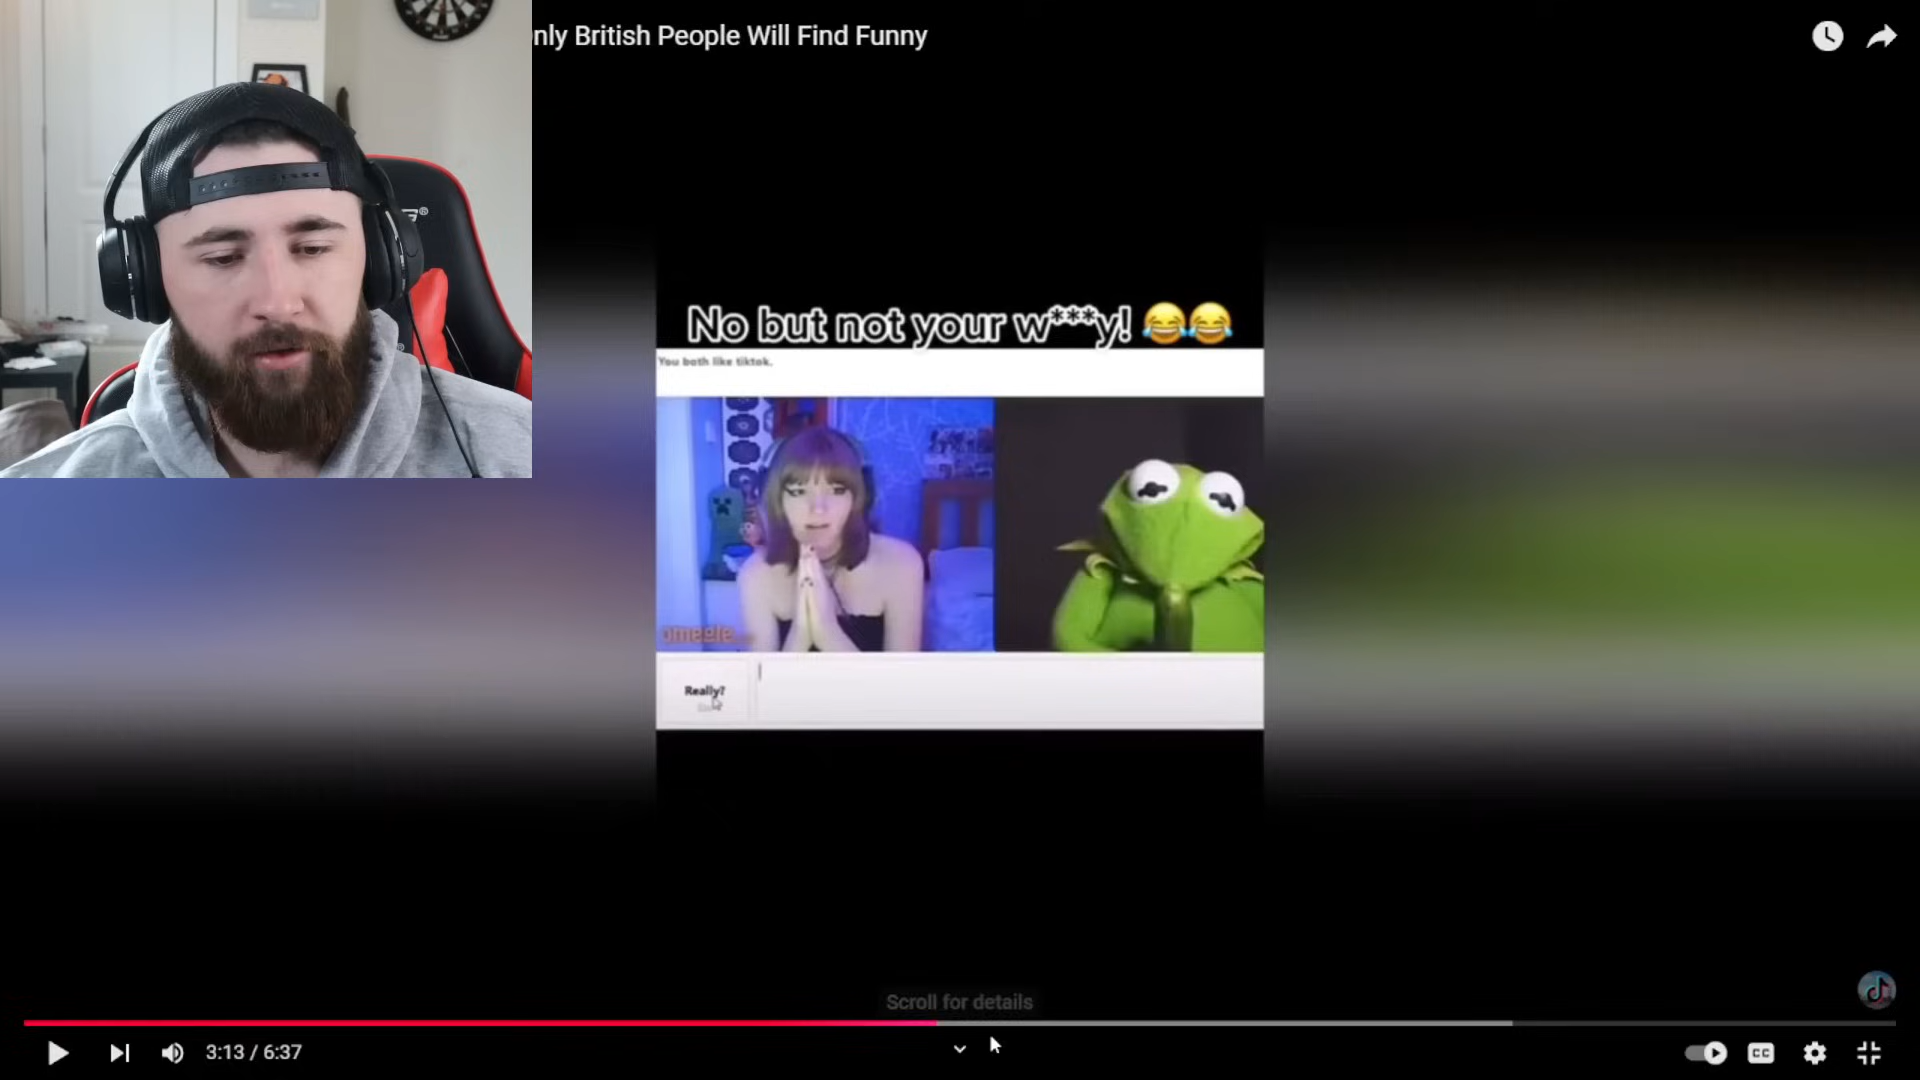 nly British People Will Find Funny
No but not your w***y! 😂😂
You both like tiktok.
omegle
Really?
Scroll for details
3:13 / 6:37
CC